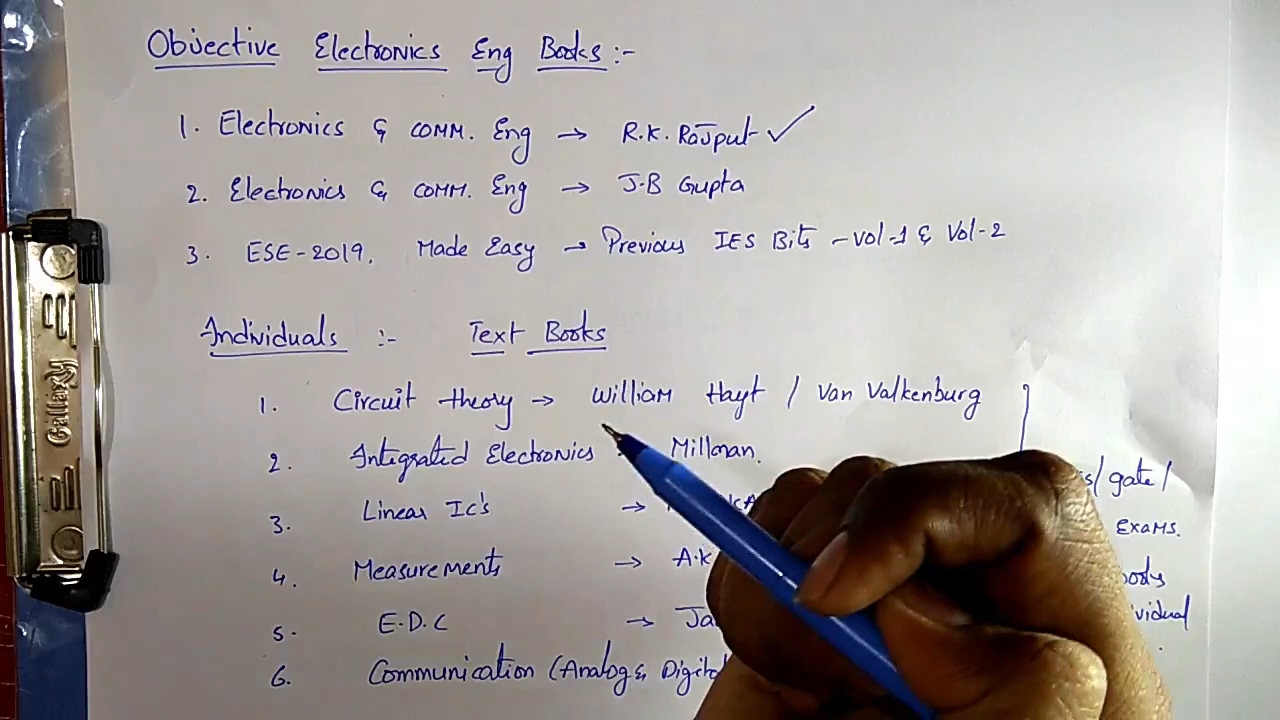 Objective Electronics Eng Books :-
1. Electronics & comm. Eng → R.K. Rajput ✓
2. Electronics & comm. Eng → J-B Gupta
3. ESE-2019. Made Easy → Previous IES Bits - Vol-1 & Vol-2
Individuals :- Text Books
1. Circuit theory → William Hayt / Van Valkenburg
2. Integrated Electronics : Millman.
3. Linear Ic's →
4. Measurements → A.K
5. E.D.C →
6. Communication (Analog &
/gate/
Exams.
Kangaro